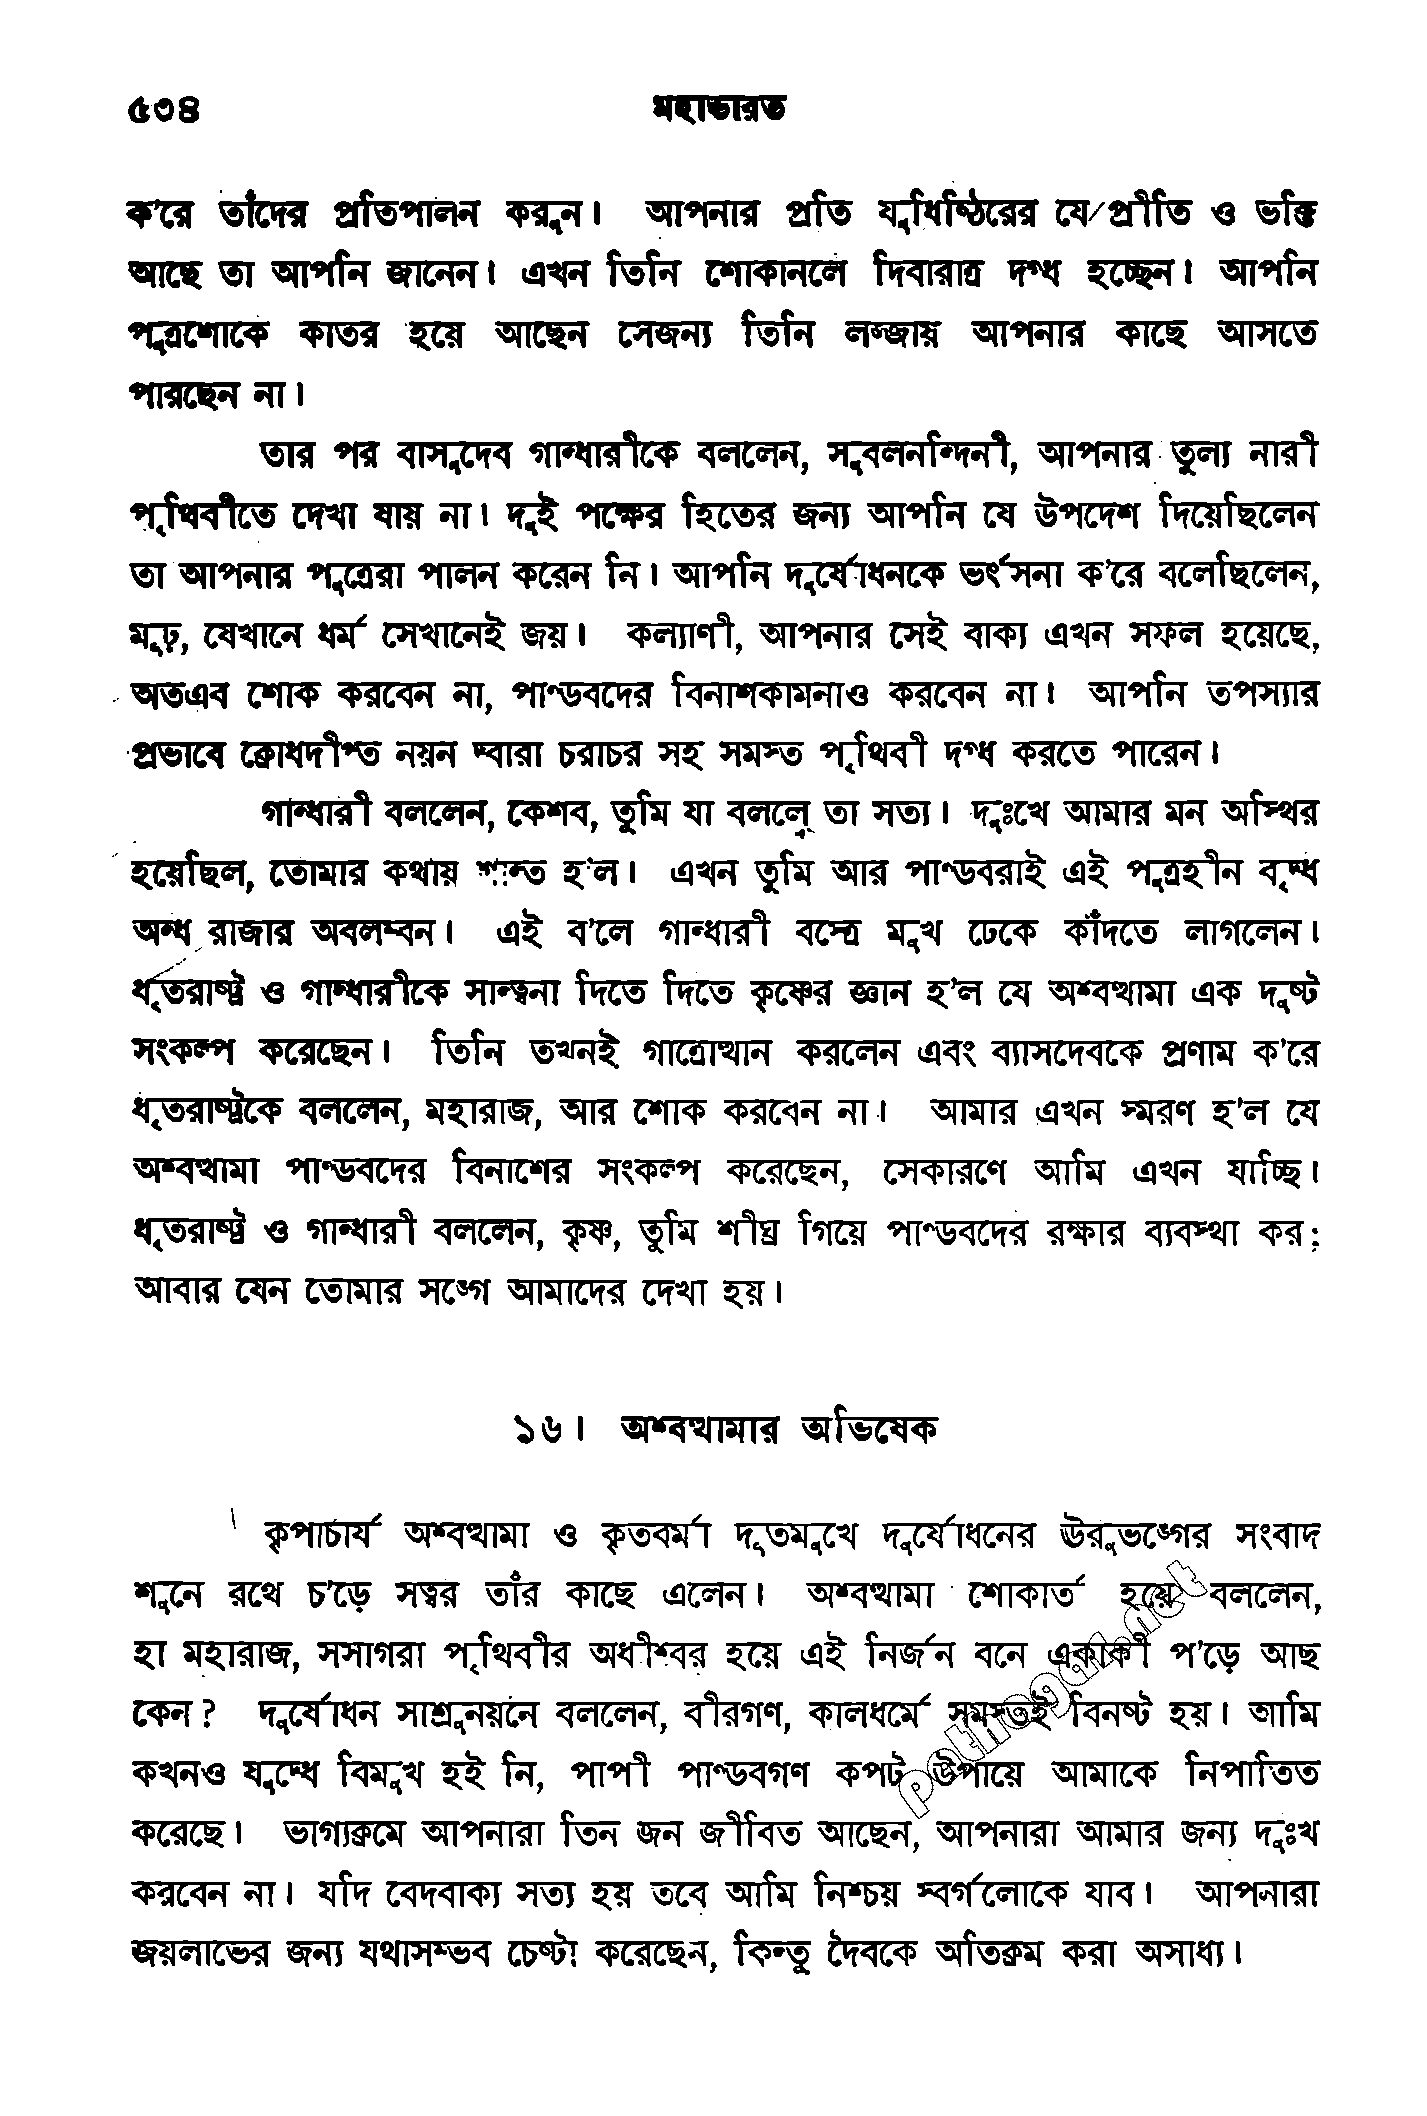 ৫৩৪ মহাভারত
ক'রে তাঁদের প্রতিপালন করুন। আপনার প্রতি যুধিষ্ঠিরের যে প্রীতি ও ভক্তি
আছে তা আপনি জানেন। এখন তিনি শোকানলে দিবারাত্র দগ্ধ হচ্ছেন। আপনি
পুত্রশোকে কাতর হয়ে আছেন সেজন্য তিনি লজ্জায় আপনার কাছে আসতে
পারছেন না।
তার পর বাসুদেব গান্ধারীকে বললেন, সুবলনন্দিনী, আপনার তুল্য নারী
পৃথিবীতে দেখা যায় না। দুই পক্ষের হিতের জন্য আপনি যে উপদেশ দিয়েছিলেন
তা আপনার পুত্রেরা পালন করেন নি। আপনি দুর্যোধনকে ভর্ৎসনা ক'রে বলেছিলেন,
মূঢ়, যেখানে ধর্ম সেখানেই জয়। কল্যাণী, আপনার সেই বাক্য এখন সফল হয়েছে,
অতএব শোক করবেন না, পাণ্ডবদের বিনাশকামনাও করবেন না। আপনি তপস্যার
প্রভাবে ক্রোধদীপ্ত নয়ন দ্বারা চরাচর সহ সমস্ত পৃথিবী দগ্ধ করতে পারেন।
গান্ধারী বললেন, কেশব, তুমি যা বললে তা সত্য। দুঃখে আমার মন অস্থির
হয়েছিল, তোমার কথায় শান্ত হ'ল। এখন তুমি আর পাণ্ডবরাই এই পুত্রহীন বৃদ্ধ
অন্ধ রাজার অবলম্বন। এই ব'লে গান্ধারী বস্ত্রে মুখ ঢেকে কাঁদতে লাগলেন।
ধৃতরাষ্ট্র ও গান্ধারীকে সান্ত্বনা দিতে দিতে কৃষ্ণের জ্ঞান হ'ল যে অশ্বত্থামা এক দুষ্ট
সংকল্প করেছেন। তিনি তখনই গাত্রোত্থান করলেন এবং ব্যাসদেবকে প্রণাম ক'রে
ধৃতরাষ্ট্রকে বললেন, মহারাজ, আর শোক করবেন না। আমার এখন স্মরণ হ'ল যে
অশ্বত্থামা পাণ্ডবদের বিনাশের সংকল্প করেছেন, সেকারণে আমি এখন যাচ্ছি।
ধৃতরাষ্ট্র ও গান্ধারী বললেন, কৃষ্ণ, তুমি শীঘ্র গিয়ে পাণ্ডবদের রক্ষার ব্যবস্থা কর;
আবার যেন তোমার সঙ্গে আমাদের দেখা হয়।
১৬। অশ্বত্থামার অভিষেক
কৃপাচার্য অশ্বত্থামা ও কৃতবর্মা দূতমুখে দুর্যোধনের ঊরুভঙ্গের সংবাদ
শুনে রথে চ'ড়ে সত্বর তাঁর কাছে এলেন। অশ্বত্থামা শোকার্ত হয়ে বললেন,
হা মহারাজ, সসাগরা পৃথিবীর অধীশ্বর হয়ে এই নির্জন বনে একাকী প'ড়ে আছ
কেন? দুর্যোধন সাশ্রুনয়নে বললেন, বীরগণ, কালধর্মে সমস্তই বিনষ্ট হয়। আমি
কখনও যুদ্ধে বিমুখ হই নি, পাপী পাণ্ডবগণ কপট উপায়ে আমাকে নিপাতিত
করেছে। ভাগ্যক্রমে আপনারা তিন জন জীবিত আছেন, আপনারা আমার জন্য দুঃখ
করবেন না। যদি বেদবাক্য সত্য হয় তবে আমি নিশ্চয় স্বর্গলোকে যাব। আপনারা
জয়লাভের জন্য যথাসম্ভব চেষ্টা করেছেন, কিন্তু দৈবকে অতিক্রম করা অসাধ্য।
pathagar.net